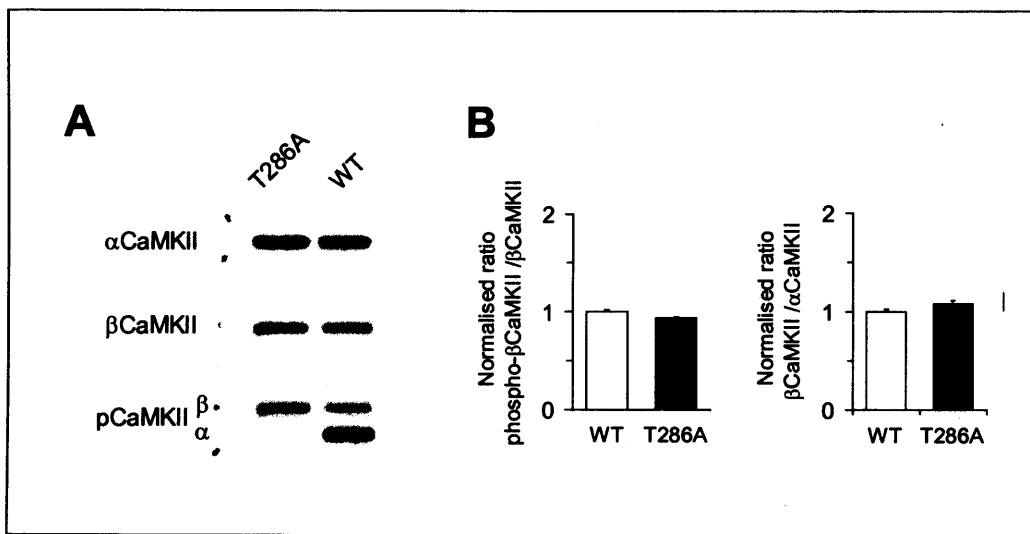 A
B
T286A WT
αCaMKII
βCaMKII
pCaMKII β
α
Normalised ratio
phospho-βCaMKII /βCaMKII
2
1
0
WT T286A
Normalised ratio
βCaMKII /αCaMKII
2
1
0
WT T286A